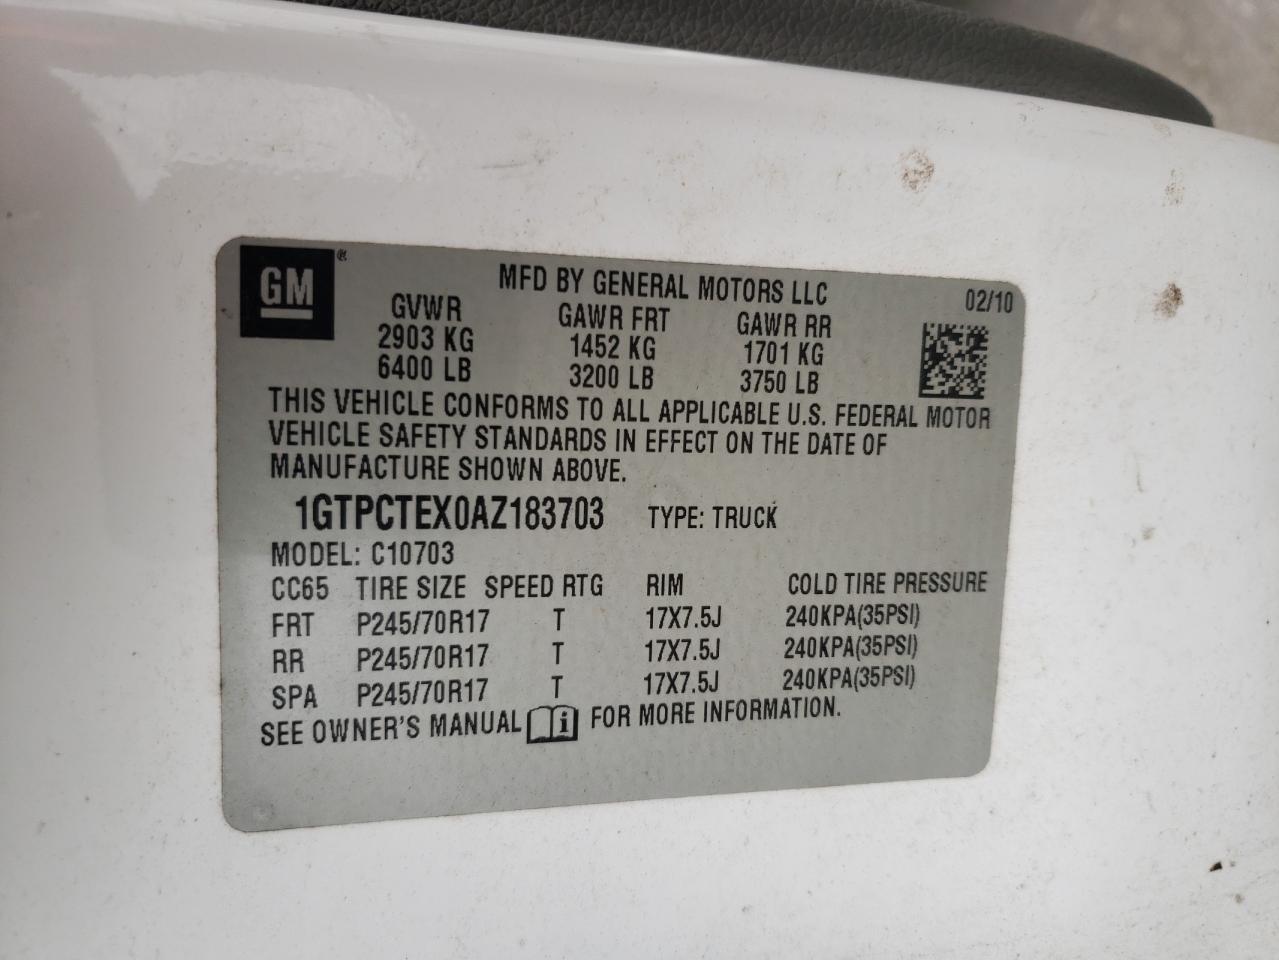 GM ®
MFD BY GENERAL MOTORS LLC 02/10
GVWR GAWR FRT GAWR RR
2903 KG 1452 KG 1701 KG
6400 LB 3200 LB 3750 LB
THIS VEHICLE CONFORMS TO ALL APPLICABLE U.S. FEDERAL MOTOR
VEHICLE SAFETY STANDARDS IN EFFECT ON THE DATE OF
MANUFACTURE SHOWN ABOVE.
1GTPCTEX0AZ183703 TYPE: TRUCK
MODEL: C10703
CC65 TIRE SIZE SPEED RTG RIM COLD TIRE PRESSURE
FRT P245/70R17 T 17X7.5J 240KPA(35PSI)
RR P245/70R17 T 17X7.5J 240KPA(35PSI)
SPA P245/70R17 T 17X7.5J 240KPA(35PSI)
SEE OWNER'S MANUAL i FOR MORE INFORMATION.